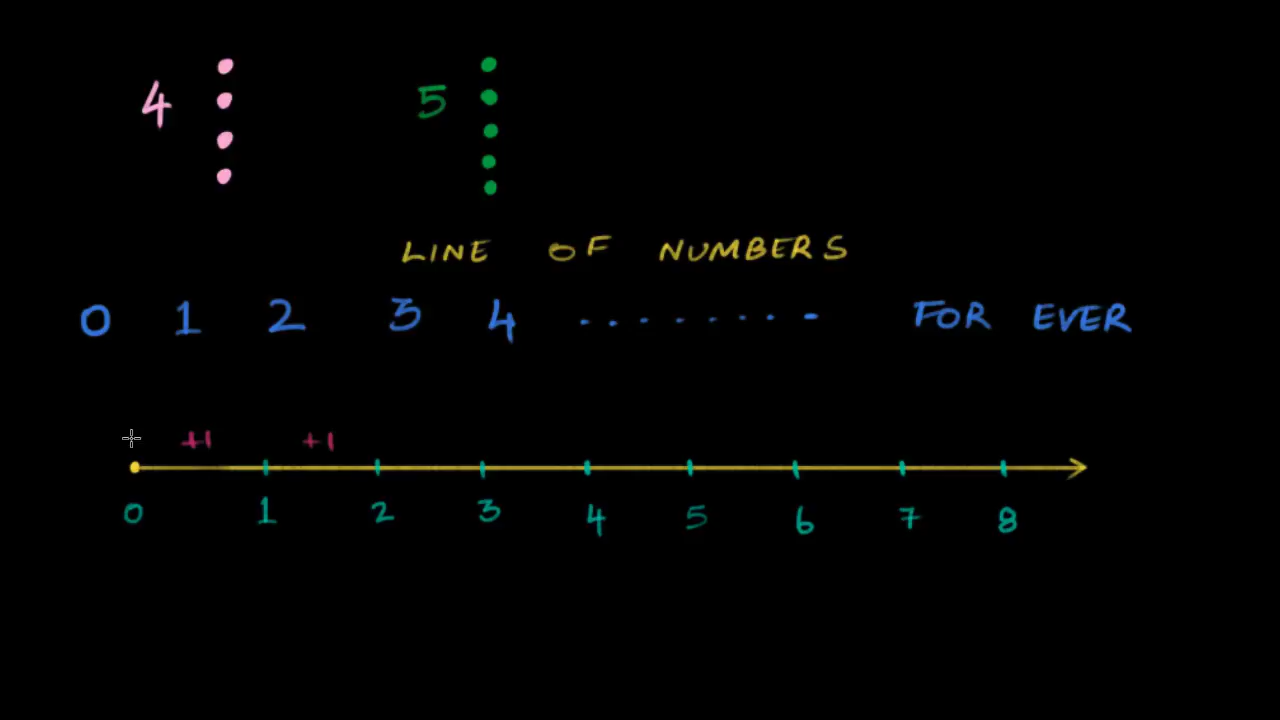 4 5
LINE OF NUMBERS
0 1 2 3 4 ........ FOR EVER
+1 +1
0 1 2 3 4 5 6 7 8